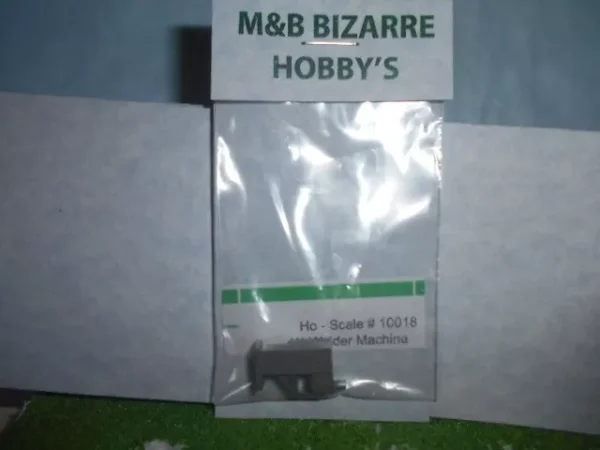 M&B BIZARRE
HOBBY'S
Ho - Scale # 10018
Machine